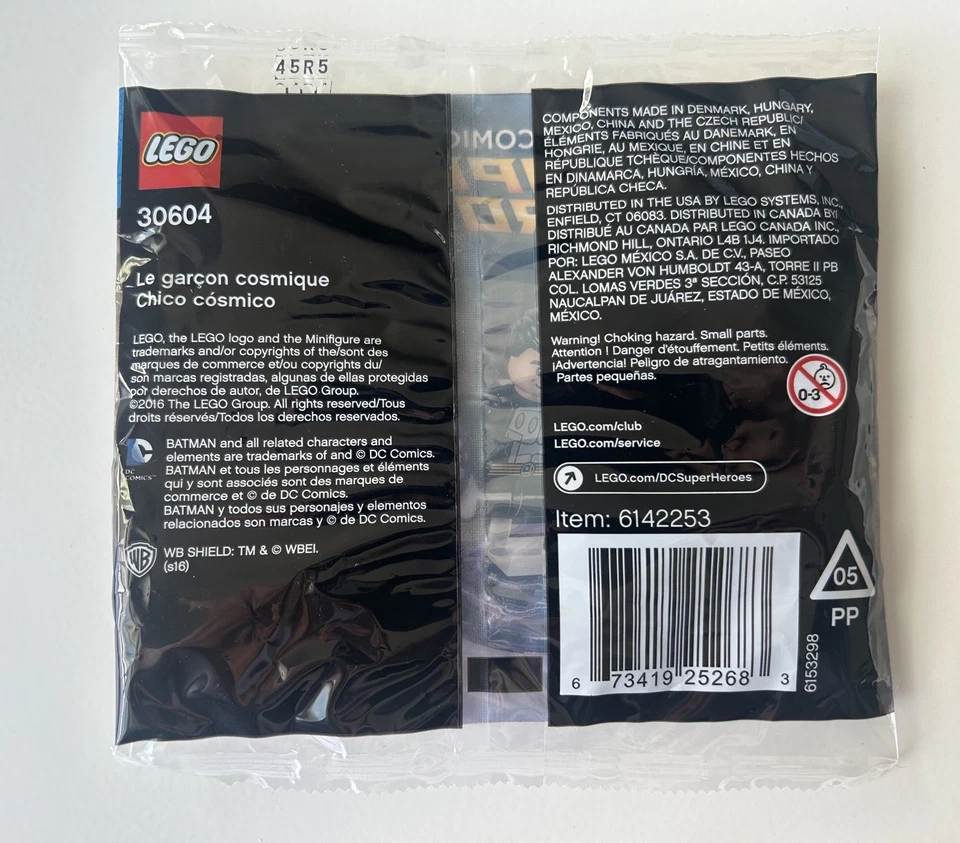 45R5
LEGO
30604
Le garçon cosmique
Chico cósmico
LEGO, the LEGO logo and the Minifigure are
trademarks and/or copyrights of the/sont des
marques de commerce et/ou copyrights du/
son marcas registradas, algunas de ellas protegidas
por derechos de autor, de LEGO Group.
©2016 The LEGO Group. All rights reserved/Tous
droits réservés/Todos los derechos reservados.
DC
DC
COMICS™
BATMAN and all related characters and
elements are trademarks of and © DC Comics.
BATMAN et tous les personnages et éléments
qui y sont associés sont des marques de
commerce et © de DC Comics.
BATMAN y todos sus personajes y elementos
relacionados son marcas y © de DC Comics.
WB
WB SHIELD: TM & © WBEI.
(s16)
COMPONENTS MADE IN DENMARK, HUNGARY,
MEXICO, CHINA AND THE CZECH REPUBLIC/
ÉLÉMENTS FABRIQUÉS AU DANEMARK, EN
HONGRIE, AU MEXIQUE, EN CHINE ET EN
RÉPUBLIQUE TCHÈQUE/COMPONENTES HECHOS
EN DINAMARCA, HUNGRÍA, MÉXICO, CHINA Y
REPÚBLICA CHECA.
DISTRIBUTED IN THE USA BY LEGO SYSTEMS, INC.,
ENFIELD, CT 06083. DISTRIBUTED IN CANADA BY/
DISTRIBUÉ AU CANADA PAR LEGO CANADA INC.,
RICHMOND HILL, ONTARIO L4B 1J4. IMPORTADO
POR: LEGO MÉXICO S.A. DE C.V., PASEO
ALEXANDER VON HUMBOLDT 43-A, TORRE II PB
COL. LOMAS VERDES 3ª SECCIÓN, C.P. 53125
NAUCALPAN DE JUÁREZ, ESTADO DE MÉXICO,
MÉXICO.
Warning! Choking hazard. Small parts.
Attention ! Danger d'étouffement. Petits éléments.
¡Advertencia! Peligro de atragantamiento.
Partes pequeñas.
0-3
LEGO.com/club
LEGO.com/service
LEGO.com/DCSuperHeroes
Item: 6142253
6 73419 25268 3
6153298
05
PP